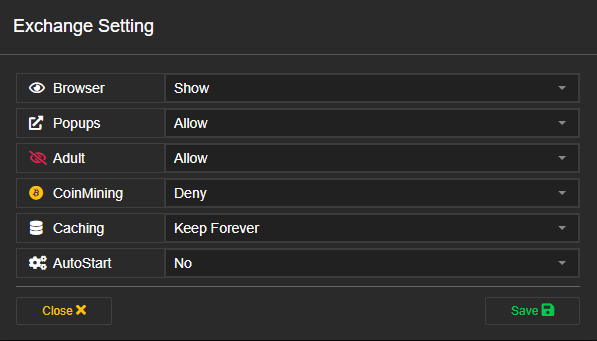 Exchange Setting
Browser Show
Popups Allow
Adult Allow
CoinMining Deny
Caching Keep Forever
AutoStart No
Close Save